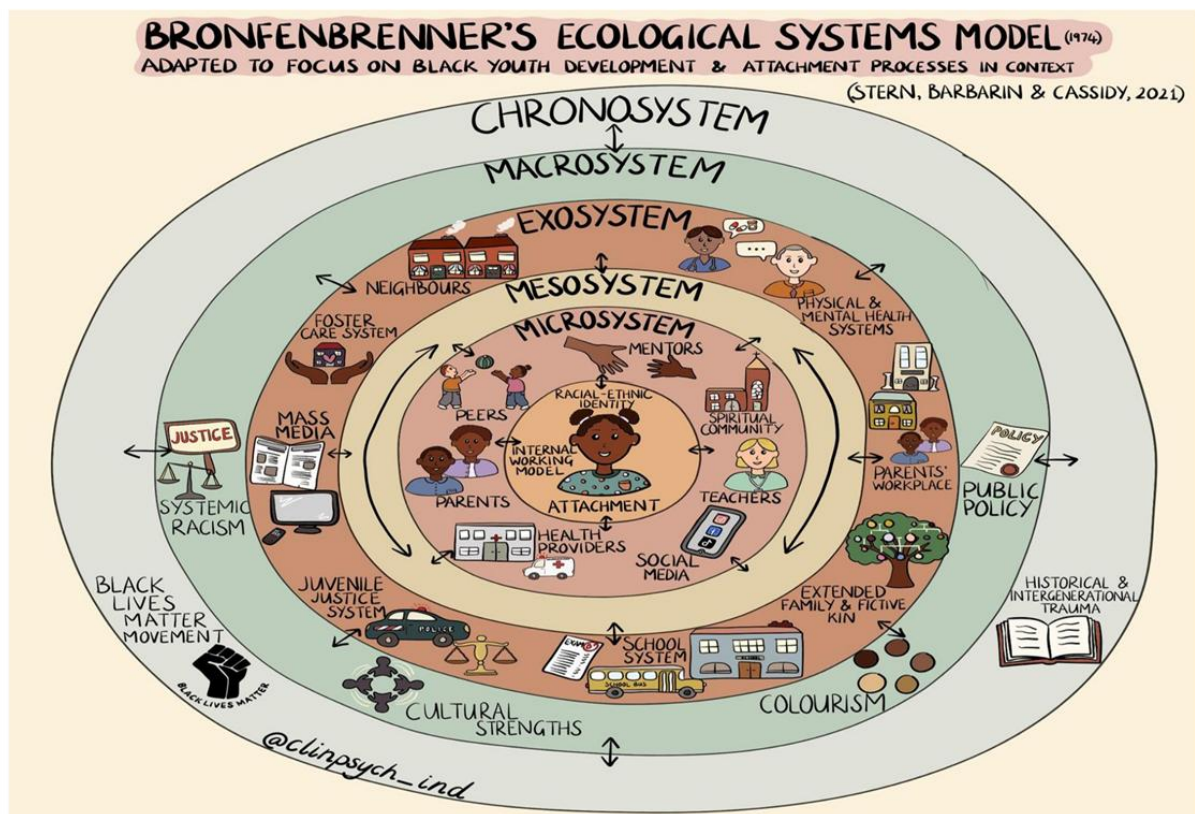 BRONFENBRENNER'S ECOLOGICAL SYSTEMS MODEL (1974)
ADAPTED TO FOCUS ON BLACK YOUTH DEVELOPMENT & ATTACHMENT PROCESSES IN CONTEXT
(STERN, BARBARIN & CASSIDY, 2021)
CHRONOSYSTEM
MACROSYSTEM
EXOSYSTEM
NEIGHBOURS
MESOSYSTEM
PHYSICAL &
MENTAL HEALTH
SYSTEMS
FOSTER
CARE SYSTEM
MICROSYSTEM
MENTORS
PEERS
RACIAL-ETHNIC
IDENTITY
SPIRITUAL
COMMUNITY
MASS
MEDIA
JUSTICE
SYSTEMIC
RACISM
INTERNAL
WORKING
MODEL
PARENTS
ATTACHMENT
TEACHERS
PARENTS'
WORKPLACE
POLICY
PUBLIC
POLICY
HEALTH
PROVIDERS
SOCIAL
MEDIA
BLACK
LIVES
MATTER
MOVEMENT
BLACK LIVES MATTER
JUVENILE
JUSTICE
SYSTEM
POLICE
EXAM
SCHOOL
SYSTEM
SCHOOL BUS
EXTENDED
FAMILY & FICTIVE
KIN
HISTORICAL &
INTERGENERATIONAL
TRAUMA
CULTURAL
STRENGTHS
COLOURISM
@clinpsych_ind